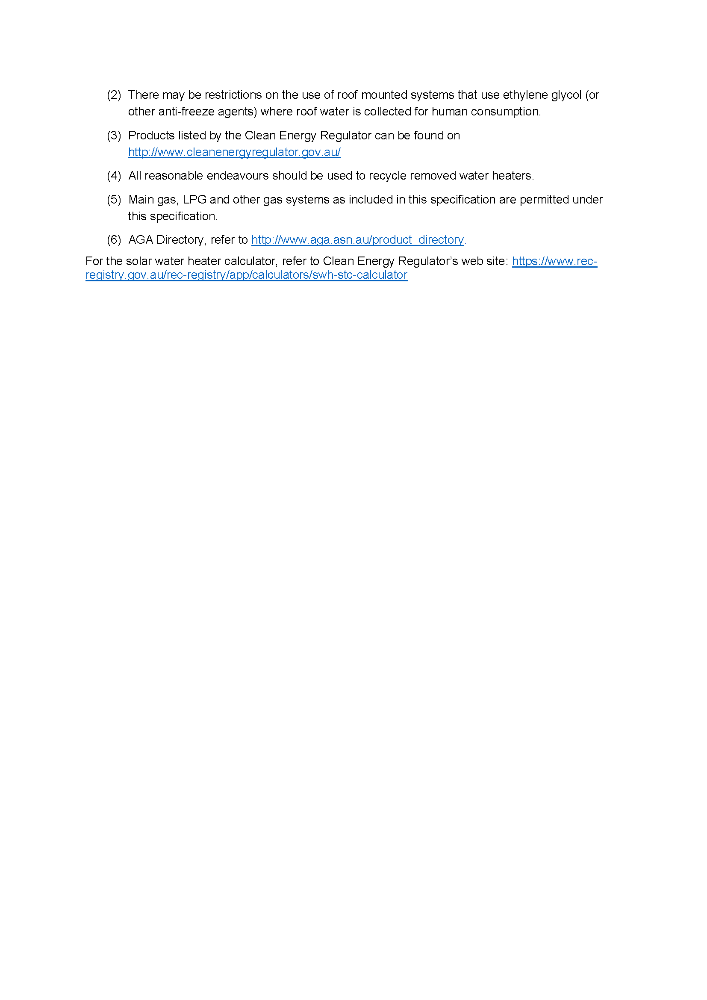 (2) There may be restrictions on the use of roof mounted systems that use ethylene glycol (or
other anti-freeze agents) where roof water is collected for human consumption.
(3) Products listed by the Clean Energy Regulator can be found on
http://www.cleanenergyregulator.gov.au/
(4) All reasonable endeavours should be used to recycle removed water heaters.
(5) Main gas, LPG and other gas systems as included in this specification are permitted under
this specification.
(6) AGA Directory, refer to http://www.aga.asn.au/product_directory.
For the solar water heater calculator, refer to Clean Energy Regulator’s web site: https://www.rec-
registry.gov.au/rec-registry/app/calculators/swh-stc-calculator